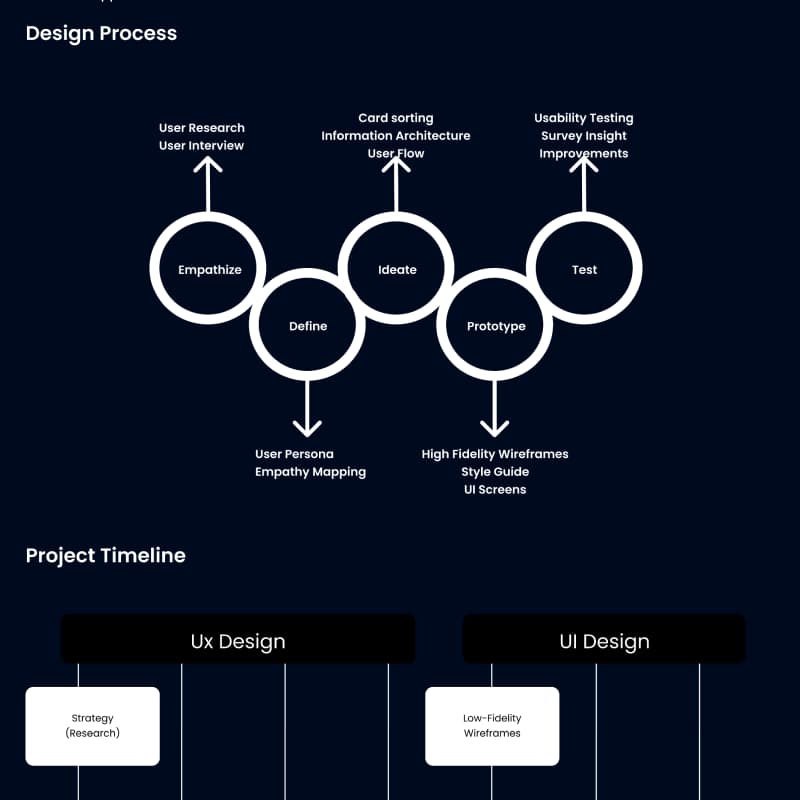 Design Process
User Research
User Interview
Card sorting
Information Architecture
User Flow
Usability Testing
Survey Insight
Improvements
Empathize
Define
Ideate
Prototype
Test
User Persona
Empathy Mapping
High Fidelity Wireframes
Style Guide
UI Screens
Project Timeline
Ux Design
UI Design
Strategy
(Research)
Low-Fidelity
Wireframes